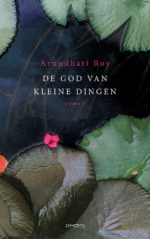 Arundhati Roy
DE GOD VAN
KLEINE DINGEN
roman